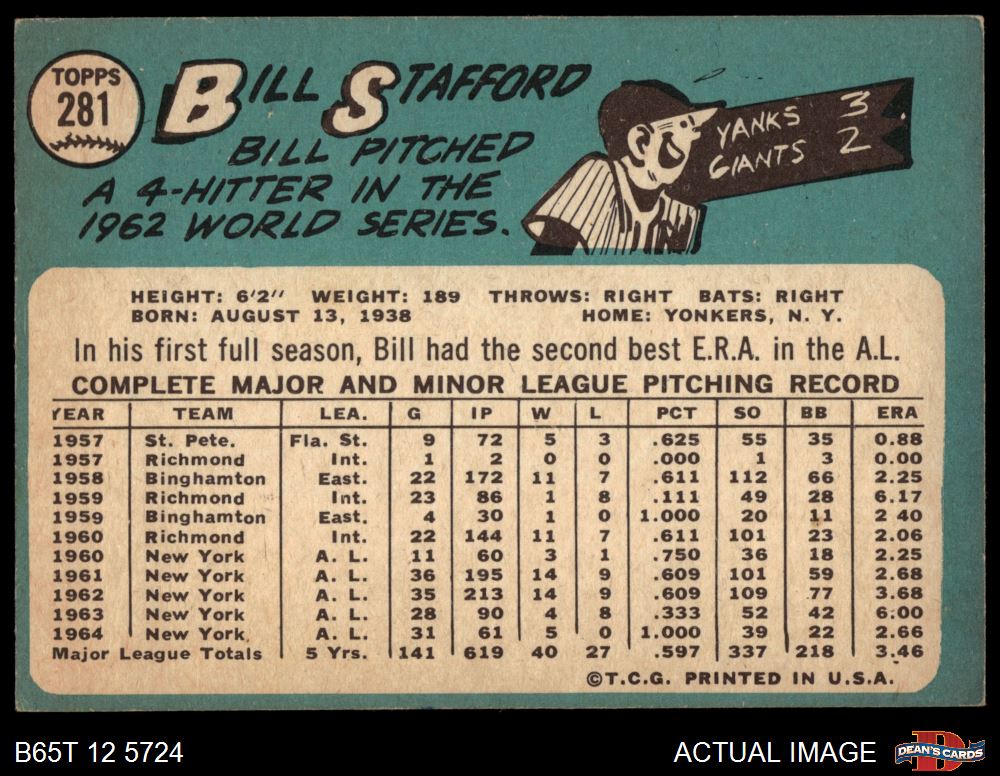 TOPPS
281
BILL STAFFORD
BILL PITCHED
A 4-HITTER IN THE
1962 WORLD SERIES.
YANKS 3
GIANTS 2
HEIGHT: 6'2" WEIGHT: 189 THROWS: RIGHT BATS: RIGHT
BORN: AUGUST 13, 1938 HOME: YONKERS, N. Y.
In his first full season, Bill had the second best E.R.A. in the A.L.
COMPLETE MAJOR AND MINOR LEAGUE PITCHING RECORD
YEAR TEAM LEA. G IP W L PCT SO BB ERA
1957 St. Pete. Fla. St. 9 72 5 3 .625 55 35 0.88
1957 Richmond Int. 1 2 0 0 .000 1 3 0.00
1958 Binghamton East. 22 172 11 7 .611 112 66 2.25
1959 Richmond Int. 23 86 1 8 .111 49 28 6.17
1959 Binghamton East. 4 30 1 0 1.000 20 11 2 40
1960 Richmond Int. 22 144 11 7 .611 101 23 2.06
1960 New York A. L. 11 60 3 1 .750 36 18 2.25
1961 New York A. L. 36 195 14 9 .609 101 59 2.68
1962 New York A. L. 35 213 14 9 .609 109 77 3.68
1963 New York A. L. 28 90 4 8 .333 52 42 6.00
1964 New York A. L. 31 61 5 0 1.000 39 22 2.66
Major League Totals 5 Yrs. 141 619 40 27 .597 337 218 3.46
©T.C.G. PRINTED IN U.S.A.
B65T 12 5724
ACTUAL IMAGE
DEAN'S CARDS